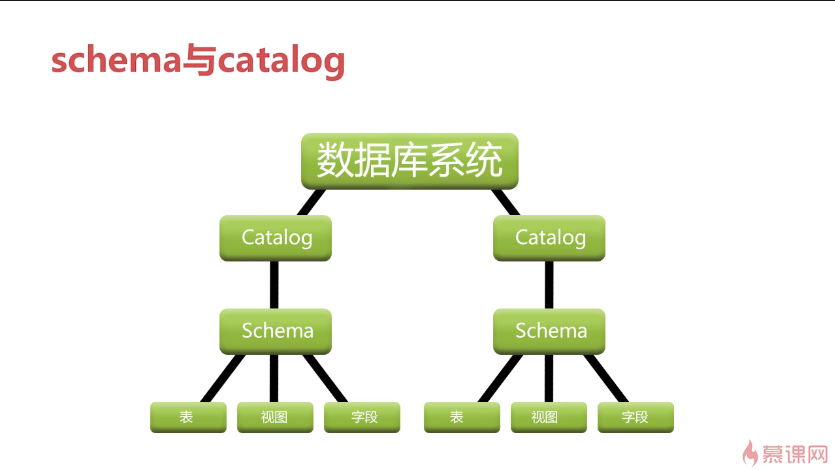 schema与catalog
数据库系统
Catalog
Catalog
Schema
Schema
表
视图
字段
表
视图
字段
慕课网